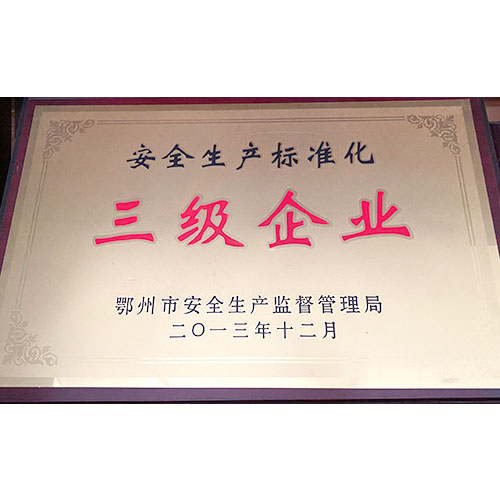 安全生产标准化
三级企业
鄂州市安全生产监督管理局
二〇一三年十二月